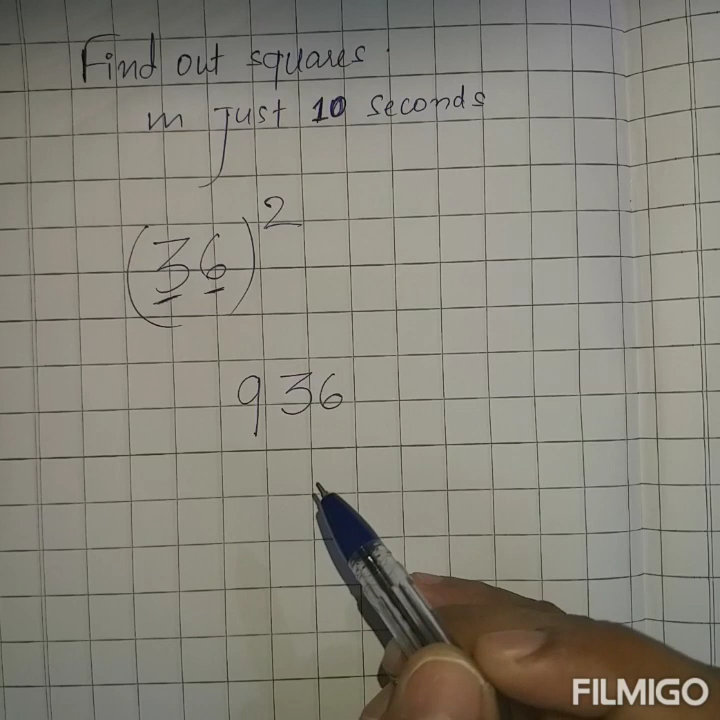 Find out squares
in just 10 seconds
(36)²
936
FILMIGO